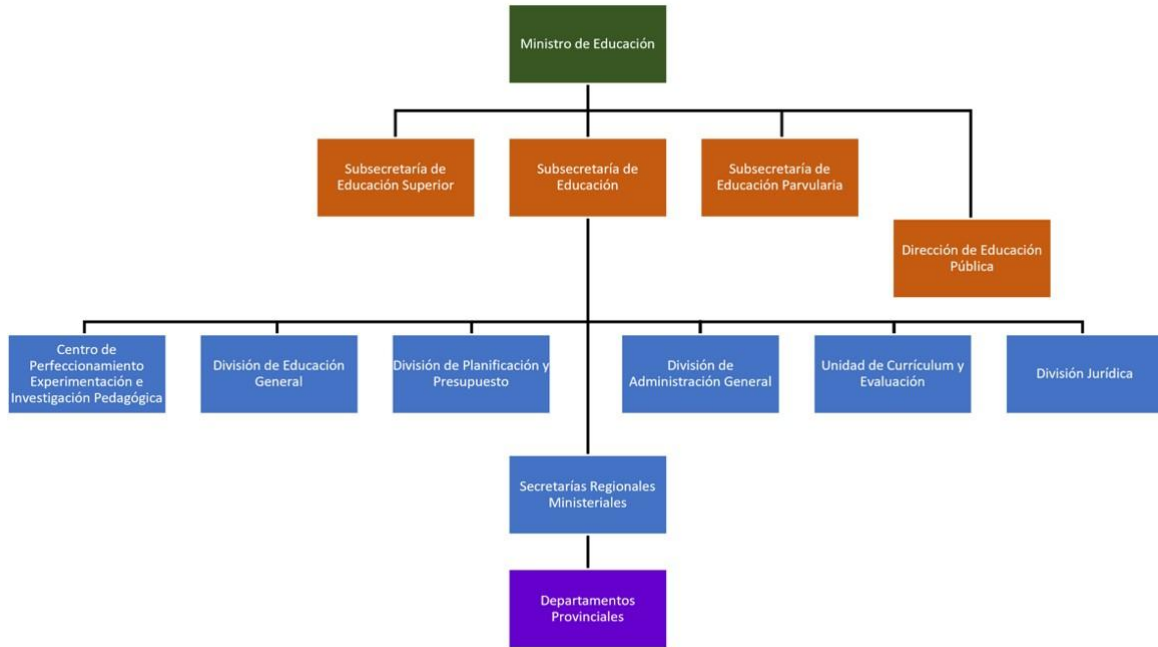 Ministro de Educación
Subsecretaría de
Educación Superior
Subsecretaría de
Educación
Subsecretaría de
Educación Parvularia
Dirección de Educación
Pública
Centro de
Perfeccionamiento
Experimentación e
Investigación Pedagógica
División de Educación
General
División de Planificación y
Presupuesto
División de
Administración General
Unidad de Currículum y
Evaluación
División Jurídica
Secretarías Regionales
Ministeriales
Departamentos
Provinciales